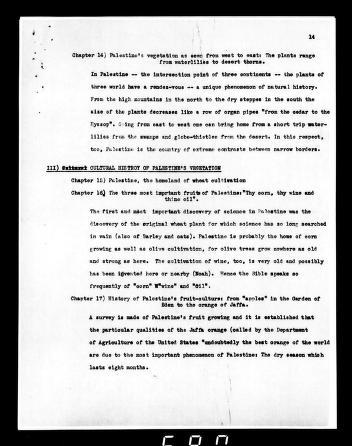 14
Chapter 14) Palestine's vegetation as seen from west to east: The plants range
from waterlilies to desert thorns.
In Palestine -- the intersection point of three continents -- the plants of
three world have a rendez-vous -- a unique phenomenon of natural history.
From the high mountains in the north to the dry steppes in the south the
size of the plants decreases like a row of organ pipes "from the cedar to the
Hyssop". Going from east to west one can bring home from a short trip water-
lilies from the swamps and globe-thistles from the desert. In this respect,
too, Palestine is the country of extreme contrasts between narrow borders.
III) CULTURAL HISTROY OF PALESTINE'S VEGETATION
Chapter 15) Palestine, the homeland of wheat cultivation
Chapter 16) The three most important fruits of Palestine: "Thy corn, thy wine and
thine oil".
The first and most important discovery of science in Palestine was the
discovery of the original wheat plant for which science has so long searched
in vain (also of Barley and oats). Palestine is probably the home of corn
growing as well as olive cultivation, for olive trees grow nowhere as old
and strong as here. The cultivation of wine, too, is very old and possibly
has been invented here or nearby (Noah). Hence the Bible speaks so
frequently of "corn" "wine" and "Oil".
Chapter 17) History of Palestine's fruit-culture: from "apples" in the Garden of
Eden to the orange of Jaffa.
A survey is made of Palestine's fruit growing and it is established that
the particular qualities of the Jaffa orange (called by the Department
of Agriculture of the United States "undoubtedly the best orange of the world
are due to the most important phenomenon of Palestine: The dry season which
lasts eight months.